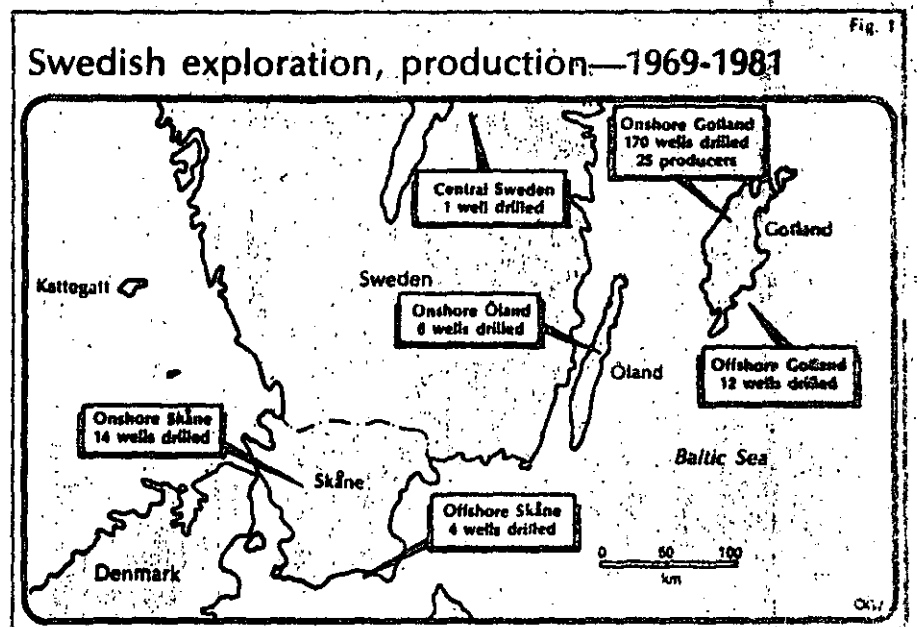 Fig. 1
Swedish exploration, production—1969-1981
Onshore Gotland
170 wells drilled
25 producers
Central Sweden
1 well drilled
Gotland
Kattegatt
Sweden
Onshore Öland
6 wells drilled
Öland
Offshore Gotland
12 wells drilled
Onshore Skåne
14 wells drilled
Baltic Sea
Skåne
Offshore Skåne
4 wells drilled
0 50 100
km
Denmark
OGJ